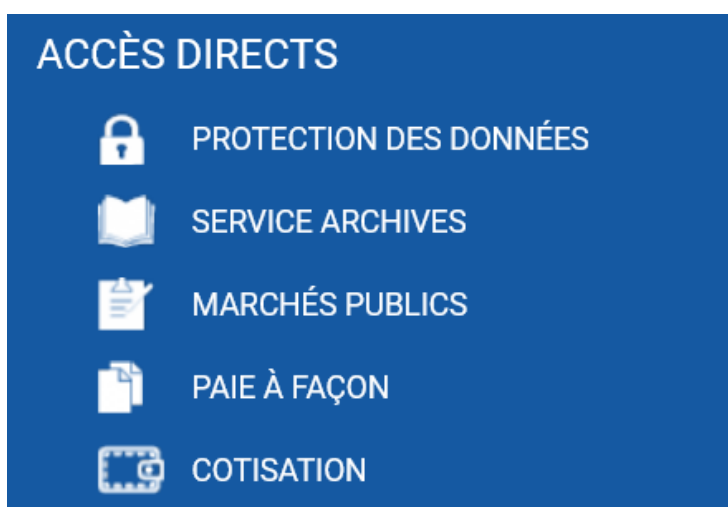 ACCÈS DIRECTS
PROTECTION DES DONNÉES
SERVICE ARCHIVES
MARCHÉS PUBLICS
PAIE À FAÇON
COTISATION